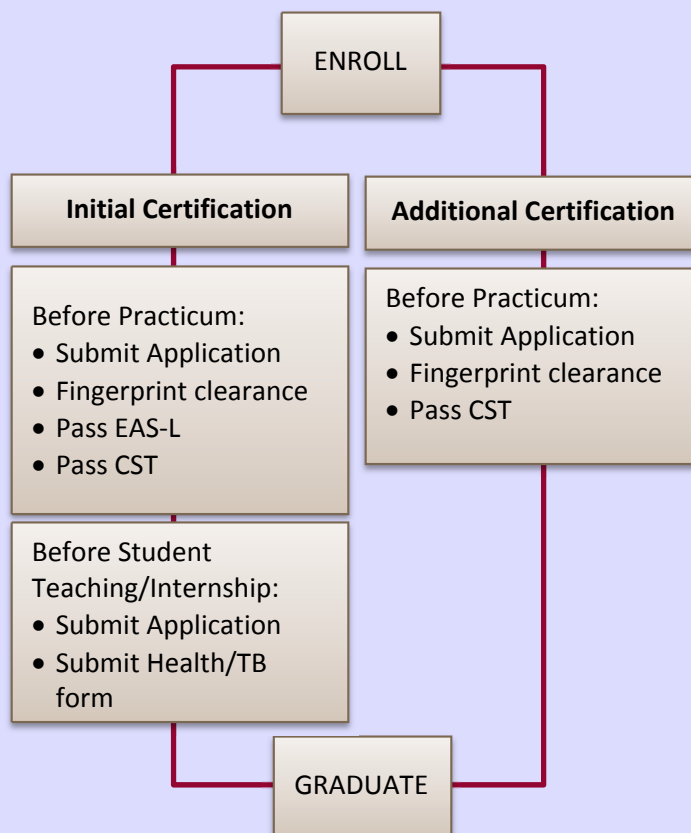 ENROLL
Initial Certification
Before Practicum:
• Submit Application
• Fingerprint clearance
• Pass EAS-L
• Pass CST
Before Student
Teaching/Internship:
• Submit Application
• Submit Health/TB
form
Additional Certification
Before Practicum:
• Submit Application
• Fingerprint clearance
• Pass CST
GRADUATE